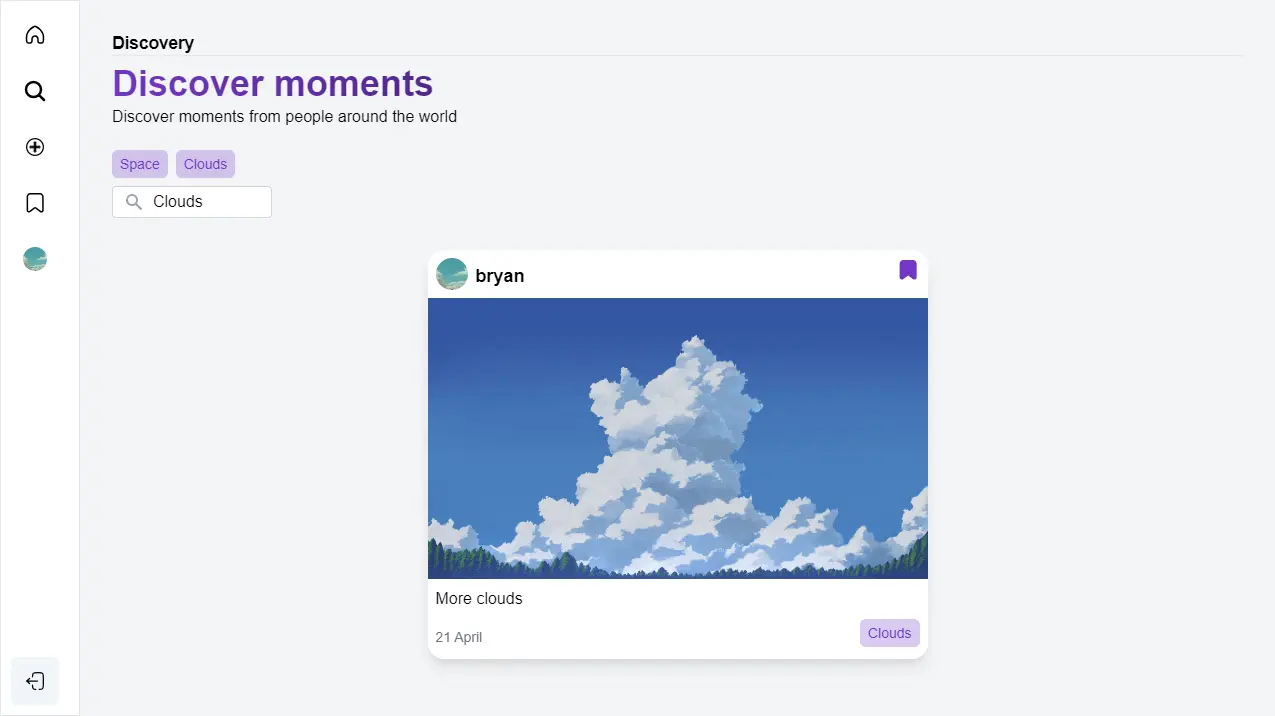 Discovery
Discover moments
Discover moments from people around the world
Space Clouds
Clouds
bryan
More clouds
21 April
Clouds